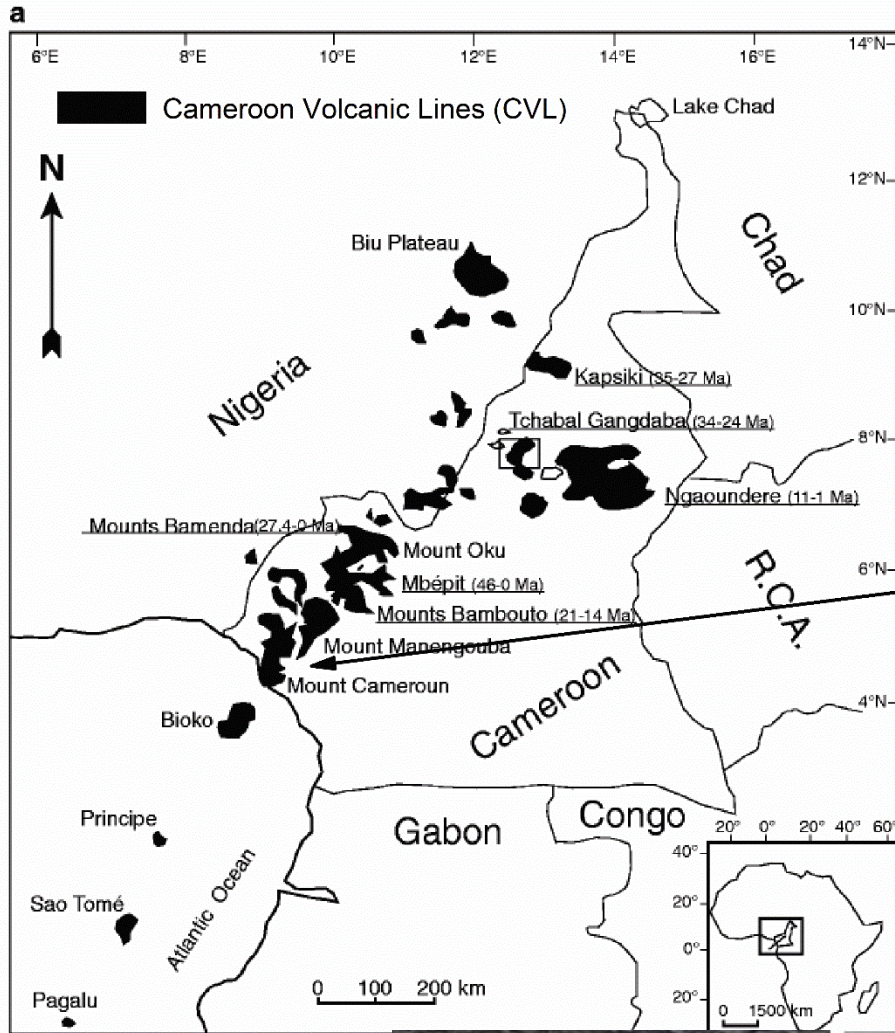 a
6°E 8°E 10°E 12°E 14°E 16°E 14°N
Cameroon Volcanic Lines (CVL)
Lake Chad
N
12°N
Chad
Biu Plateau
10°N
Nigeria
Kapsiki (35-27 Ma)
Tchabal Gangdaba (34-24 Ma)
8°N
Ngaoundere (11-1 Ma)
Mounts Bamenda (27.4-0 Ma)
Mount Oku
R.C.A.
6°N
Mbépit (46-0 Ma)
Mounts Bambouto (21-14 Ma)
Mount Manengouba
Mount Cameroun
Cameroon
4°N
Bioko
Principe
Gabon
Congo
20° 0° 20° 40° 60°
40°
Sao Tomé
Atlantic Ocean
20°
0°
Pagalu
0 100 200 km
20°
0 1500 km